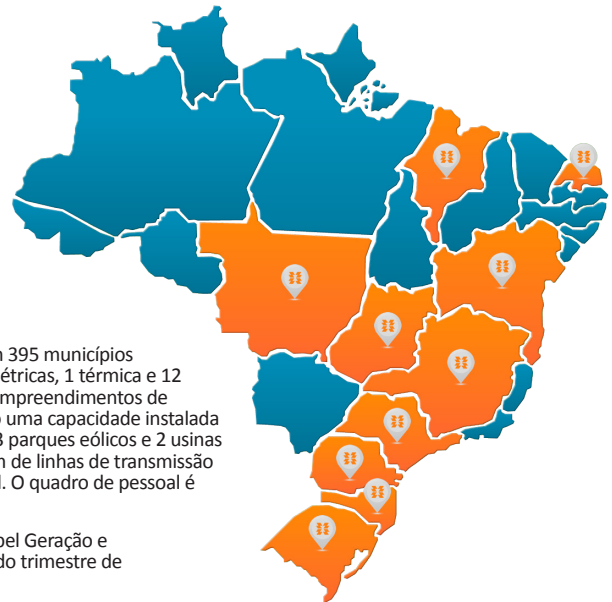 395 municípios
étricas, 1 térmica e 12
mpreendimentos de
uma capacidade instalada
parques eólicos e 2 usinas
de linhas de transmissão
. O quadro de pessoal é
pel Geração e
do trimestre de